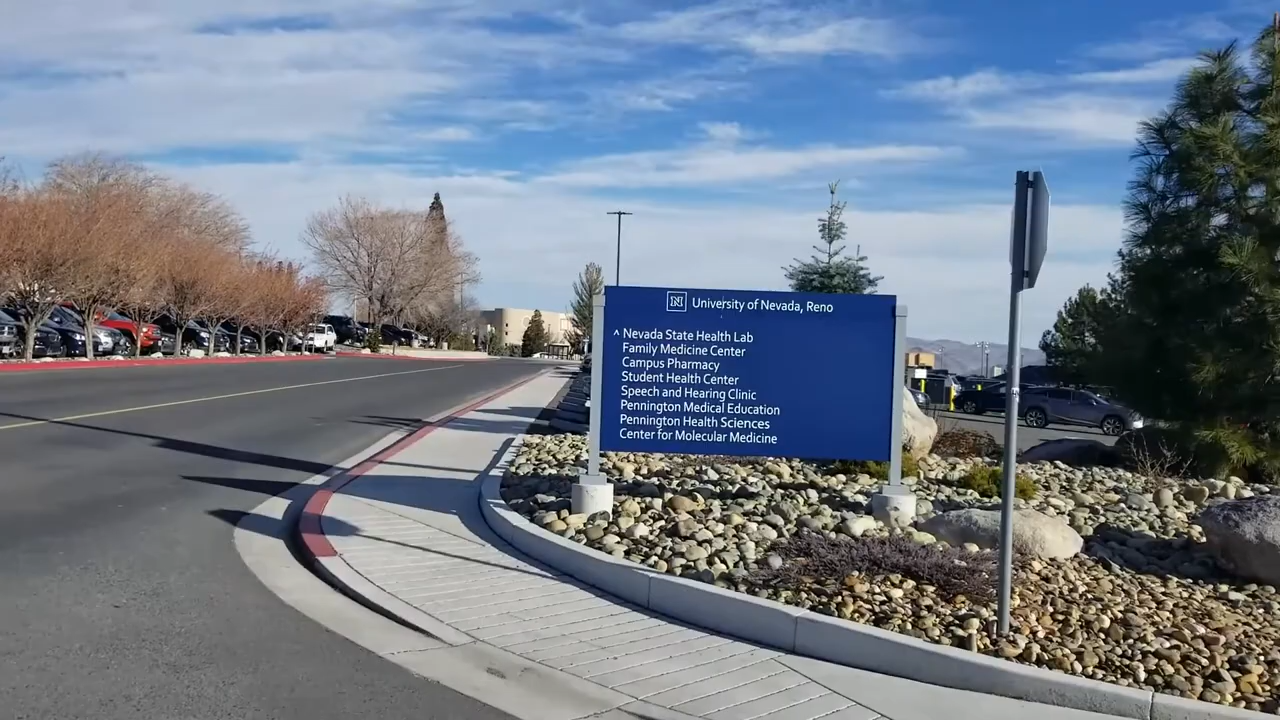 N University of Nevada, Reno
^ Nevada State Health Lab
Family Medicine Center
Campus Pharmacy
Student Health Center
Speech and Hearing Clinic
Pennington Medical Education
Pennington Health Sciences
Center for Molecular Medicine